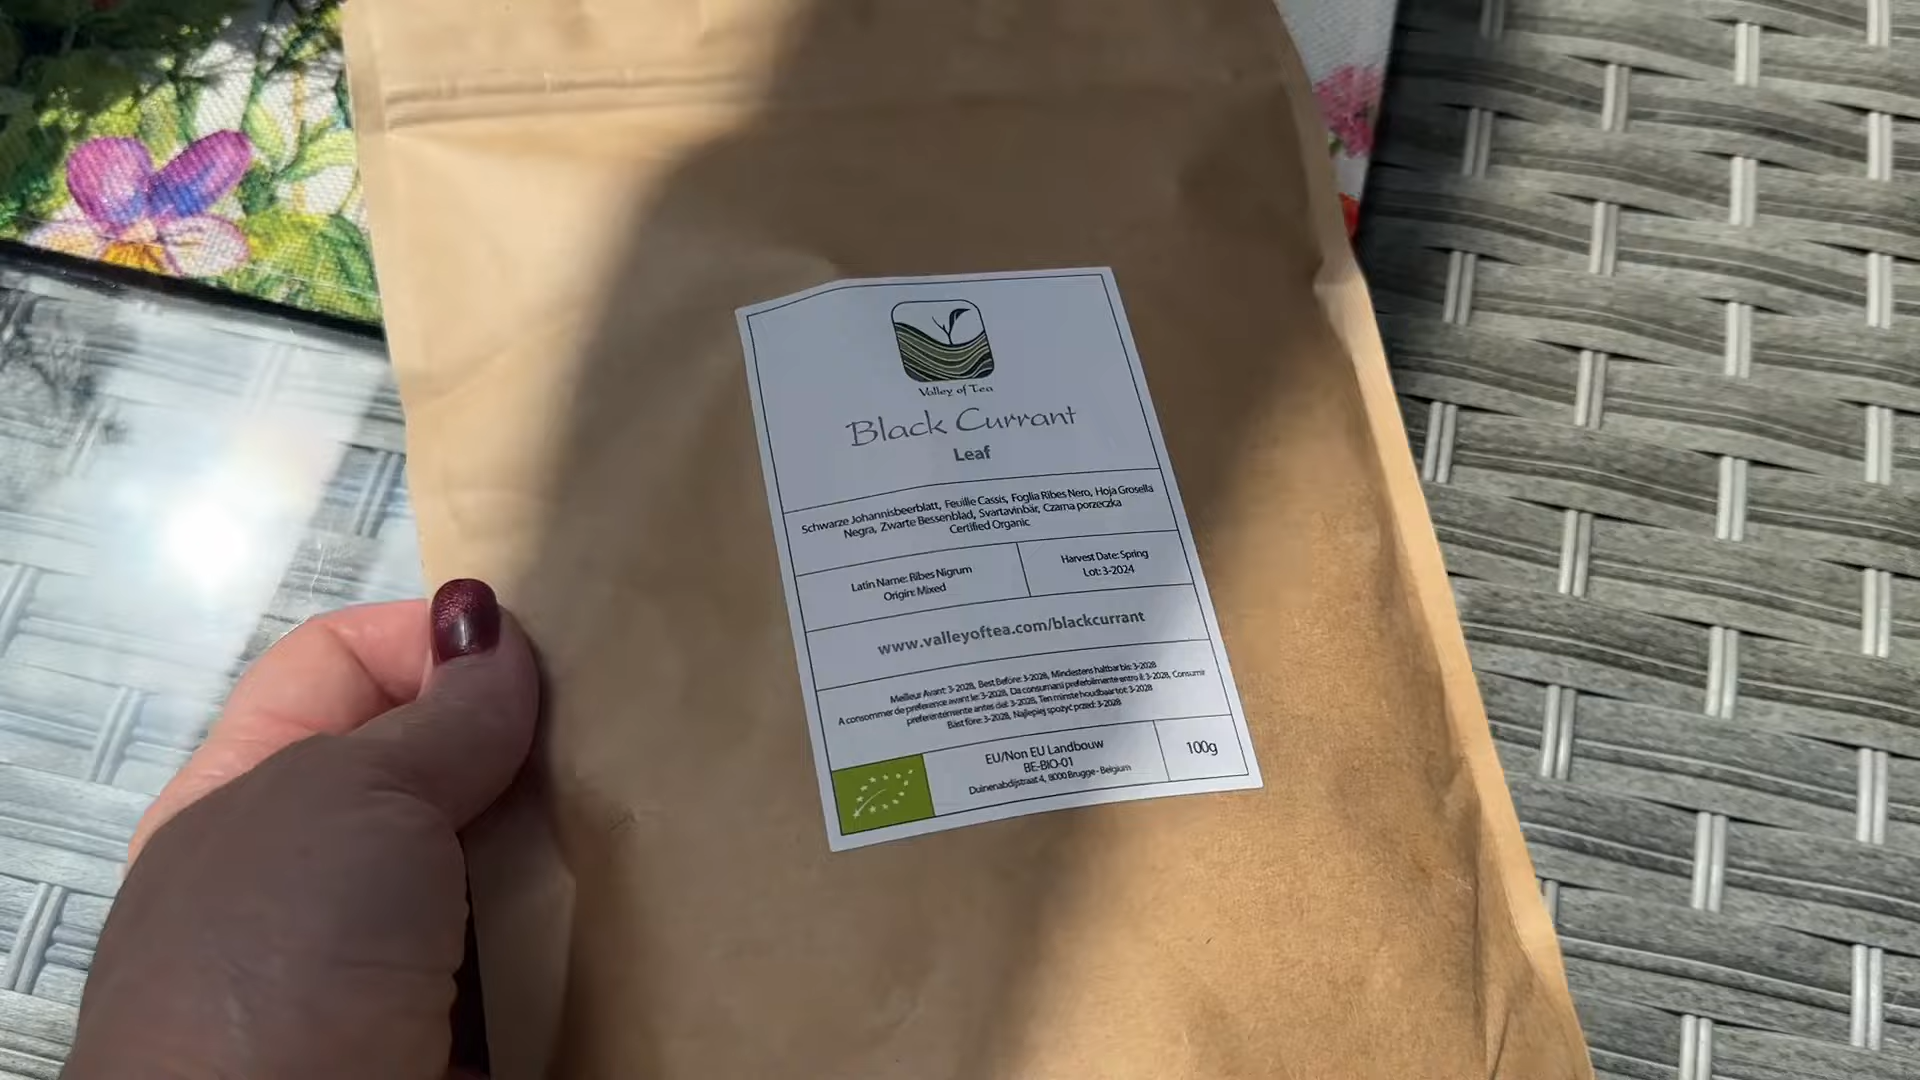 Valley of Tea
Black Currant
Leaf
Schwarze Johannisbeerblatt, Feuille Cassis, Foglia Ribes Nero, Hoja Grosella
Negra, Zwarte Bessenblad, Svartavinbär, Czarna porzeczka
Certified Organic
Latin Name: Ribes Nigrum
Origin: Mixed
Harvest Date: Spring
Lot: 3-2024
www.valleyoftea.com/blackcurrant
Meilleur Avant: 3-2028, Best Before: 3-2028, Mindestens haltbar bis: 3-2028
A consommer de preference avant le: 3-2028, Da consumarsi preferibilmente entro il: 3-2028, Consumir
preferentemente antes del: 3-2028, Ten minste houdbaar tot: 3-2028
Bäst före: 3-2028, Najlepiej spożyć przed: 3-2028
EU/Non EU Landbouw
BE-BIO-01
Duinenabdijstraat 4, 8000 Brugge - Belgium
100g